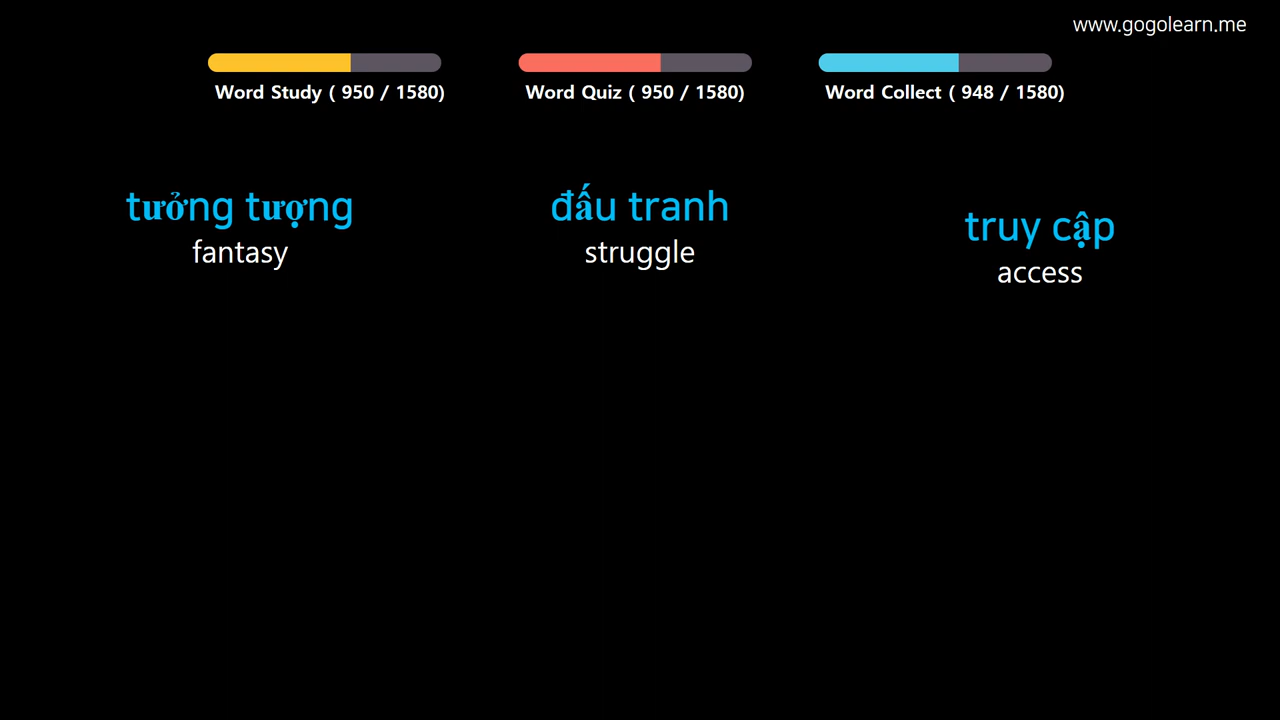 www.gogolearn.me
Word Study ( 950 / 1580)
Word Quiz ( 950 / 1580)
Word Collect ( 948 / 1580)
tưởng tượng
fantasy
đấu tranh
struggle
truy cập
access